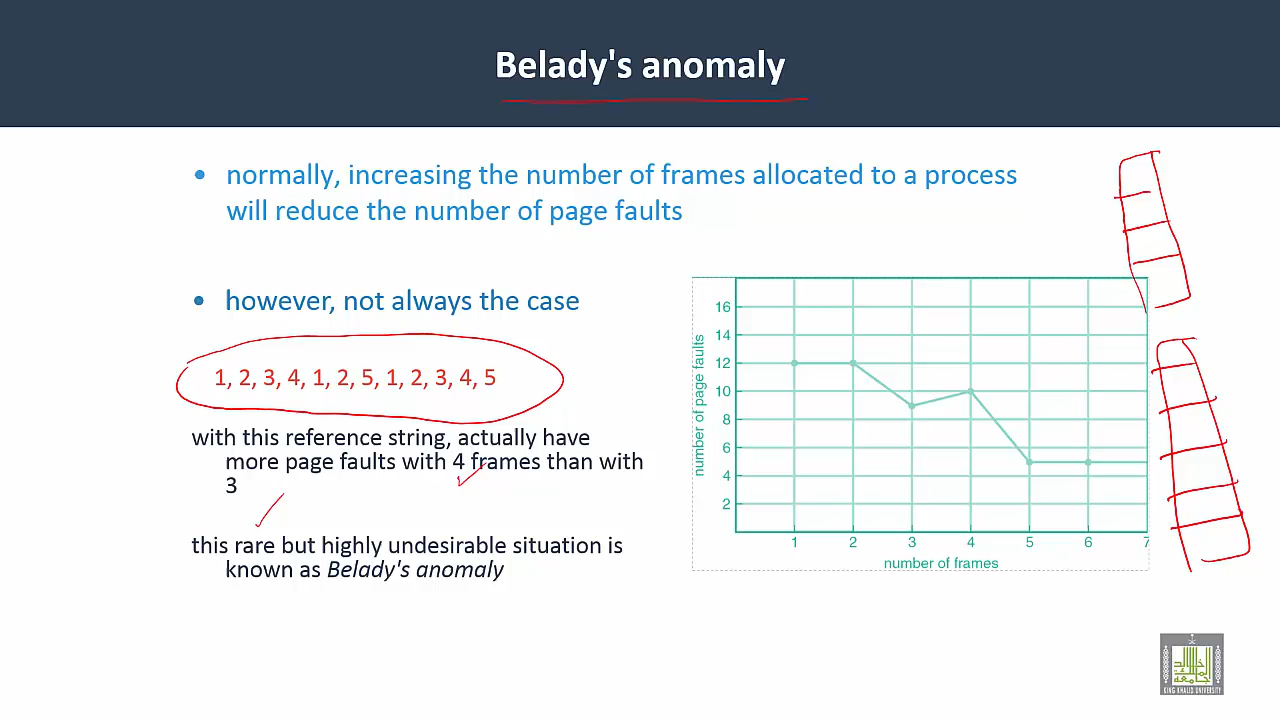 Belady's anomaly
• normally, increasing the number of frames allocated to a process
will reduce the number of page faults
• however, not always the case
1, 2, 3, 4, 1, 2, 5, 1, 2, 3, 4, 5
with this reference string, actually have
more page faults with 4 frames than with
3
this rare but highly undesirable situation is
known as Belady's anomaly
number of page faults
16
14
12
10
8
6
4
2
1 2 3 4 5 6 7
number of frames
KING KHALID UNIVERSITY